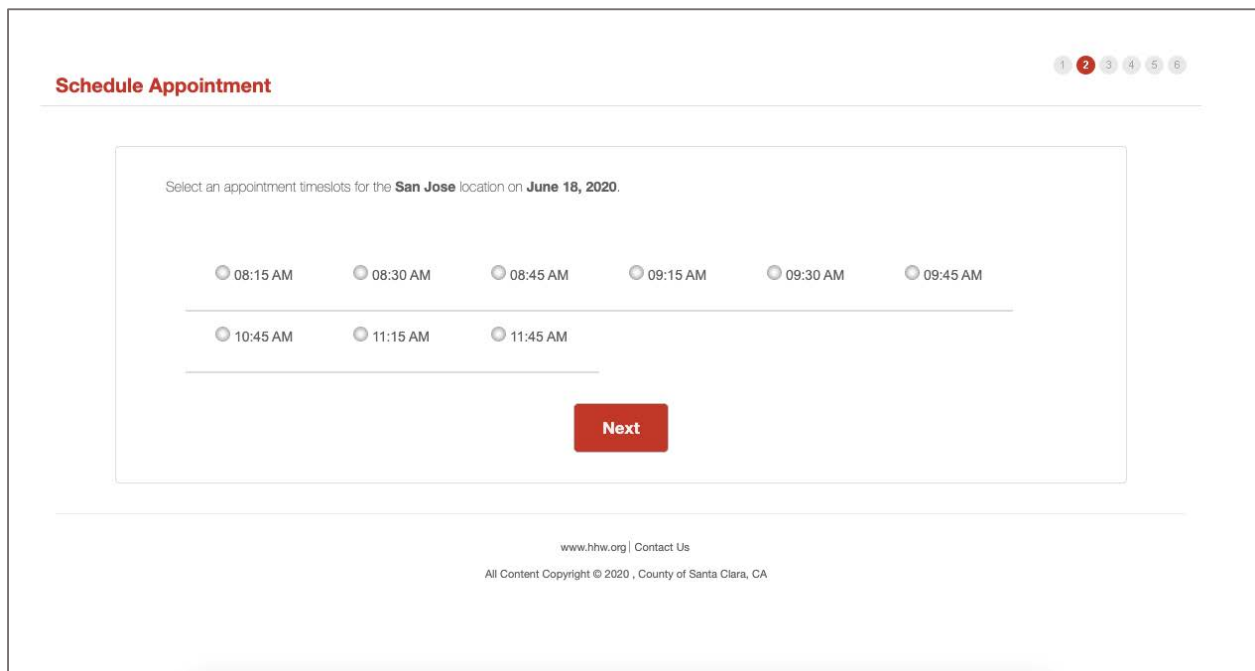 1 2 3 4 5 6
Schedule Appointment
Select an appointment timeslots for the San Jose location on June 18, 2020.
08:15 AM 08:30 AM 08:45 AM 09:15 AM 09:30 AM 09:45 AM
10:45 AM 11:15 AM 11:45 AM
Next
www.hhw.org| Contact Us
All Content Copyright © 2020 , County of Santa Clara, CA